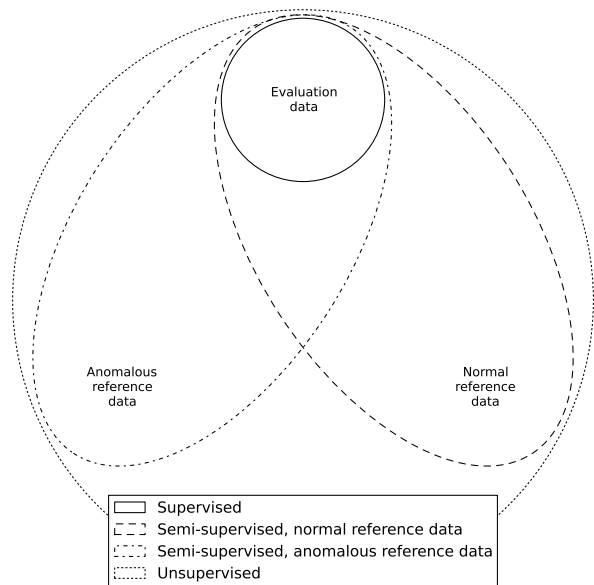 Evaluation
data
Anomalous
reference
data
Normal
reference
data
Supervised
Semi-supervised, normal reference data
Semi-supervised, anomalous reference data
Unsupervised